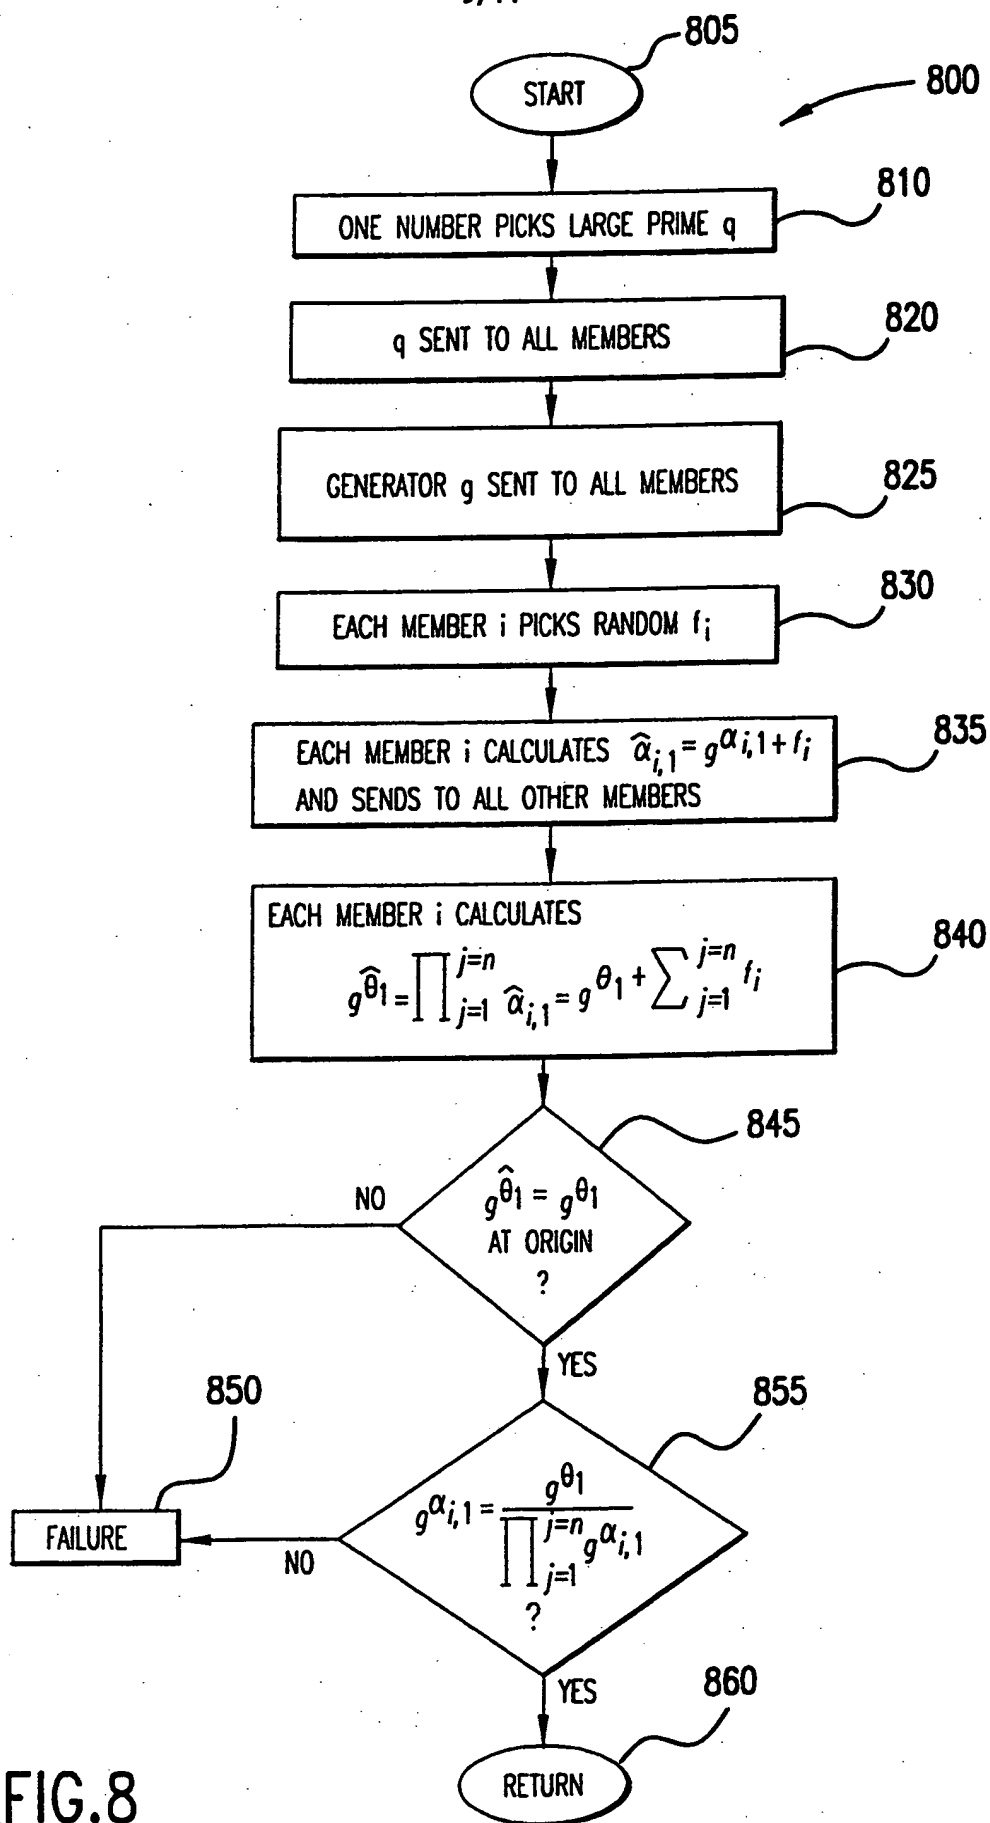 805
START
800
810
ONE NUMBER PICKS LARGE PRIME q
820
q SENT TO ALL MEMBERS
825
GENERATOR g SENT TO ALL MEMBERS
830
EACH MEMBER i PICKS RANDOM f_i
835
EACH MEMBER i CALCULATES α̂_{i,1} = g^{α_{i,1} + f_i}
AND SENDS TO ALL OTHER MEMBERS
840
EACH MEMBER i CALCULATES
g^{θ̂_1} = ∏_{j=1}^{j=n} α̂_{i,1} = g^{θ_1 + ∑_{j=1}^{j=n} f_i}
845
g^{θ̂_1} = g^{θ_1}
AT ORIGIN
?
NO
YES
850
FAILURE
855
g^{α_{i,1}} = g^{θ_1} / ∏_{j=1}^{j=n} g^{α_{i,1}}
?
NO
YES
860
RETURN
FIG.8